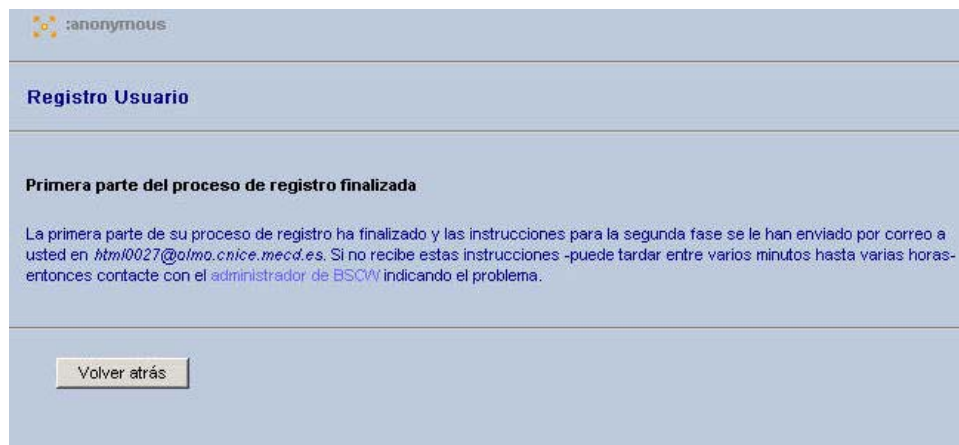 :anonymous
Registro Usuario
Primera parte del proceso de registro finalizada
La primera parte de su proceso de registro ha finalizado y las instrucciones para la segunda fase se le han enviado por correo a
usted en html0027@olmo.cnice.mecd.es. Si no recibe estas instrucciones -puede tardar entre varios minutos hasta varias horas-
entonces contacte con el administrador de BSCW indicando el problema.
Volver atrás